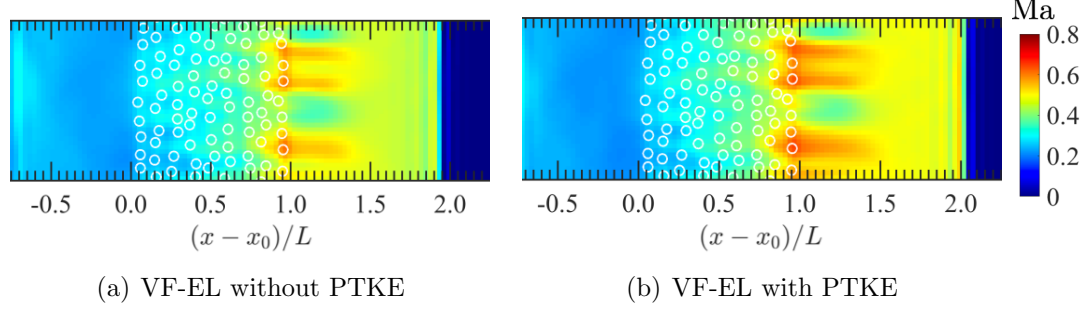 Ma
0.8
0.6
0.4
0.2
0
-0.5 0.0 0.5 1.0 1.5 2.0
(x − x₀)/L
(a) VF-EL without PTKE
-0.5 0.0 0.5 1.0 1.5 2.0
(x − x₀)/L
(b) VF-EL with PTKE